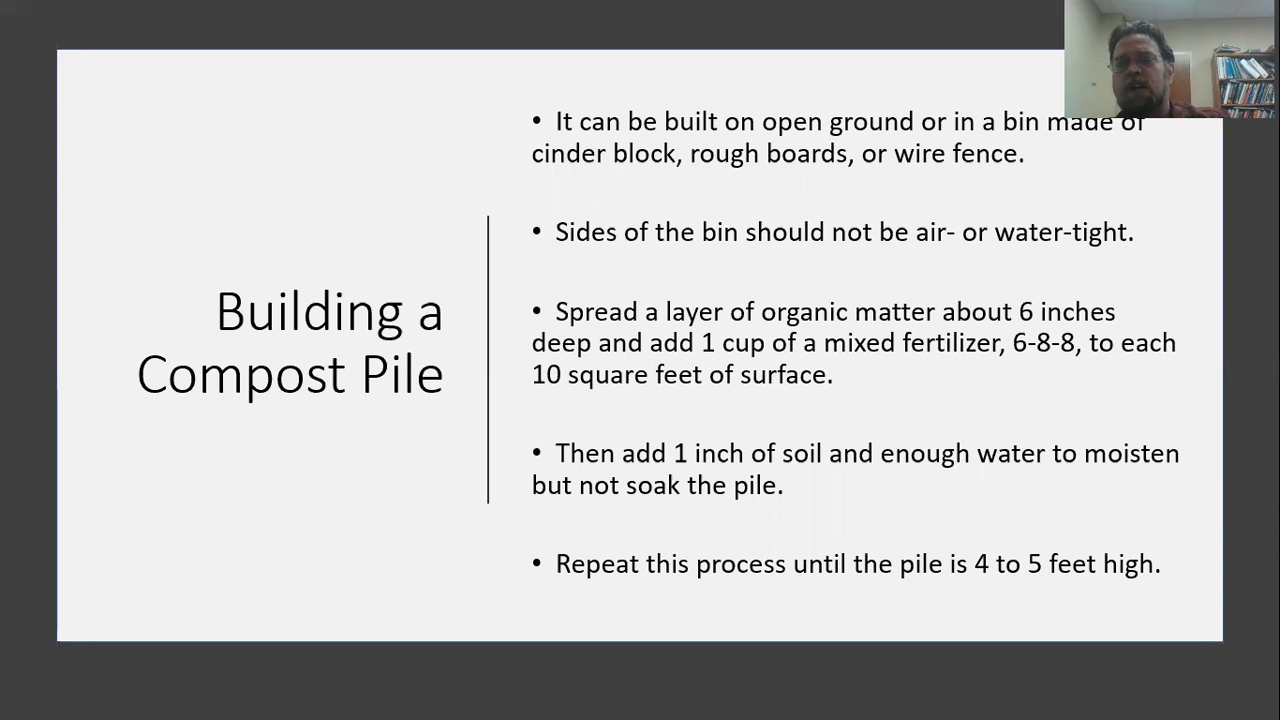 Building a
Compost Pile
• It can be built on open ground or in a bin made of
cinder block, rough boards, or wire fence.
• Sides of the bin should not be air- or water-tight.
• Spread a layer of organic matter about 6 inches
deep and add 1 cup of a mixed fertilizer, 6-8-8, to each
10 square feet of surface.
• Then add 1 inch of soil and enough water to moisten
but not soak the pile.
• Repeat this process until the pile is 4 to 5 feet high.